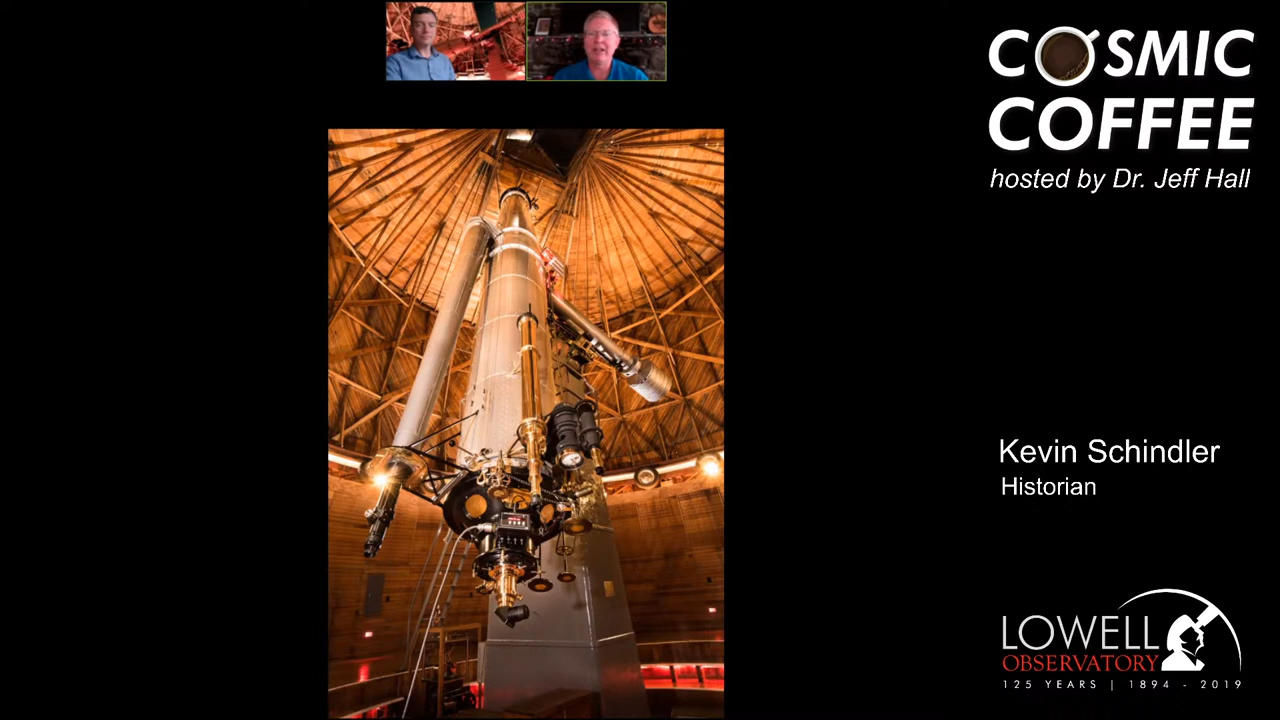 COSMIC
COFFEE
hosted by Dr. Jeff Hall
Kevin Schindler
Historian
LOWELL
OBSERVATORY
125 YEARS | 1894 - 2019